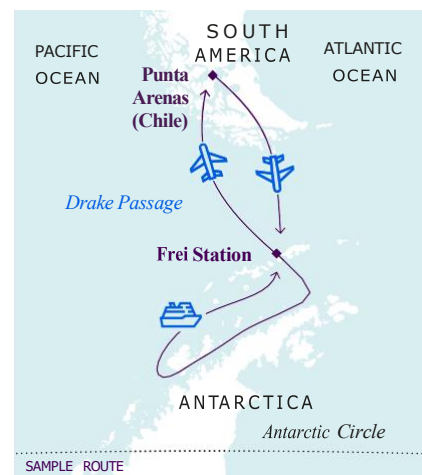 SOUTH
AMERICA
PACIFIC
OCEAN
ATLANTIC
OCEAN
Punta
Arenas
(Chile)
Drake Passage
Frei Station
ANTARCTICA
Antarctic Circle
SAMPLE ROUTE